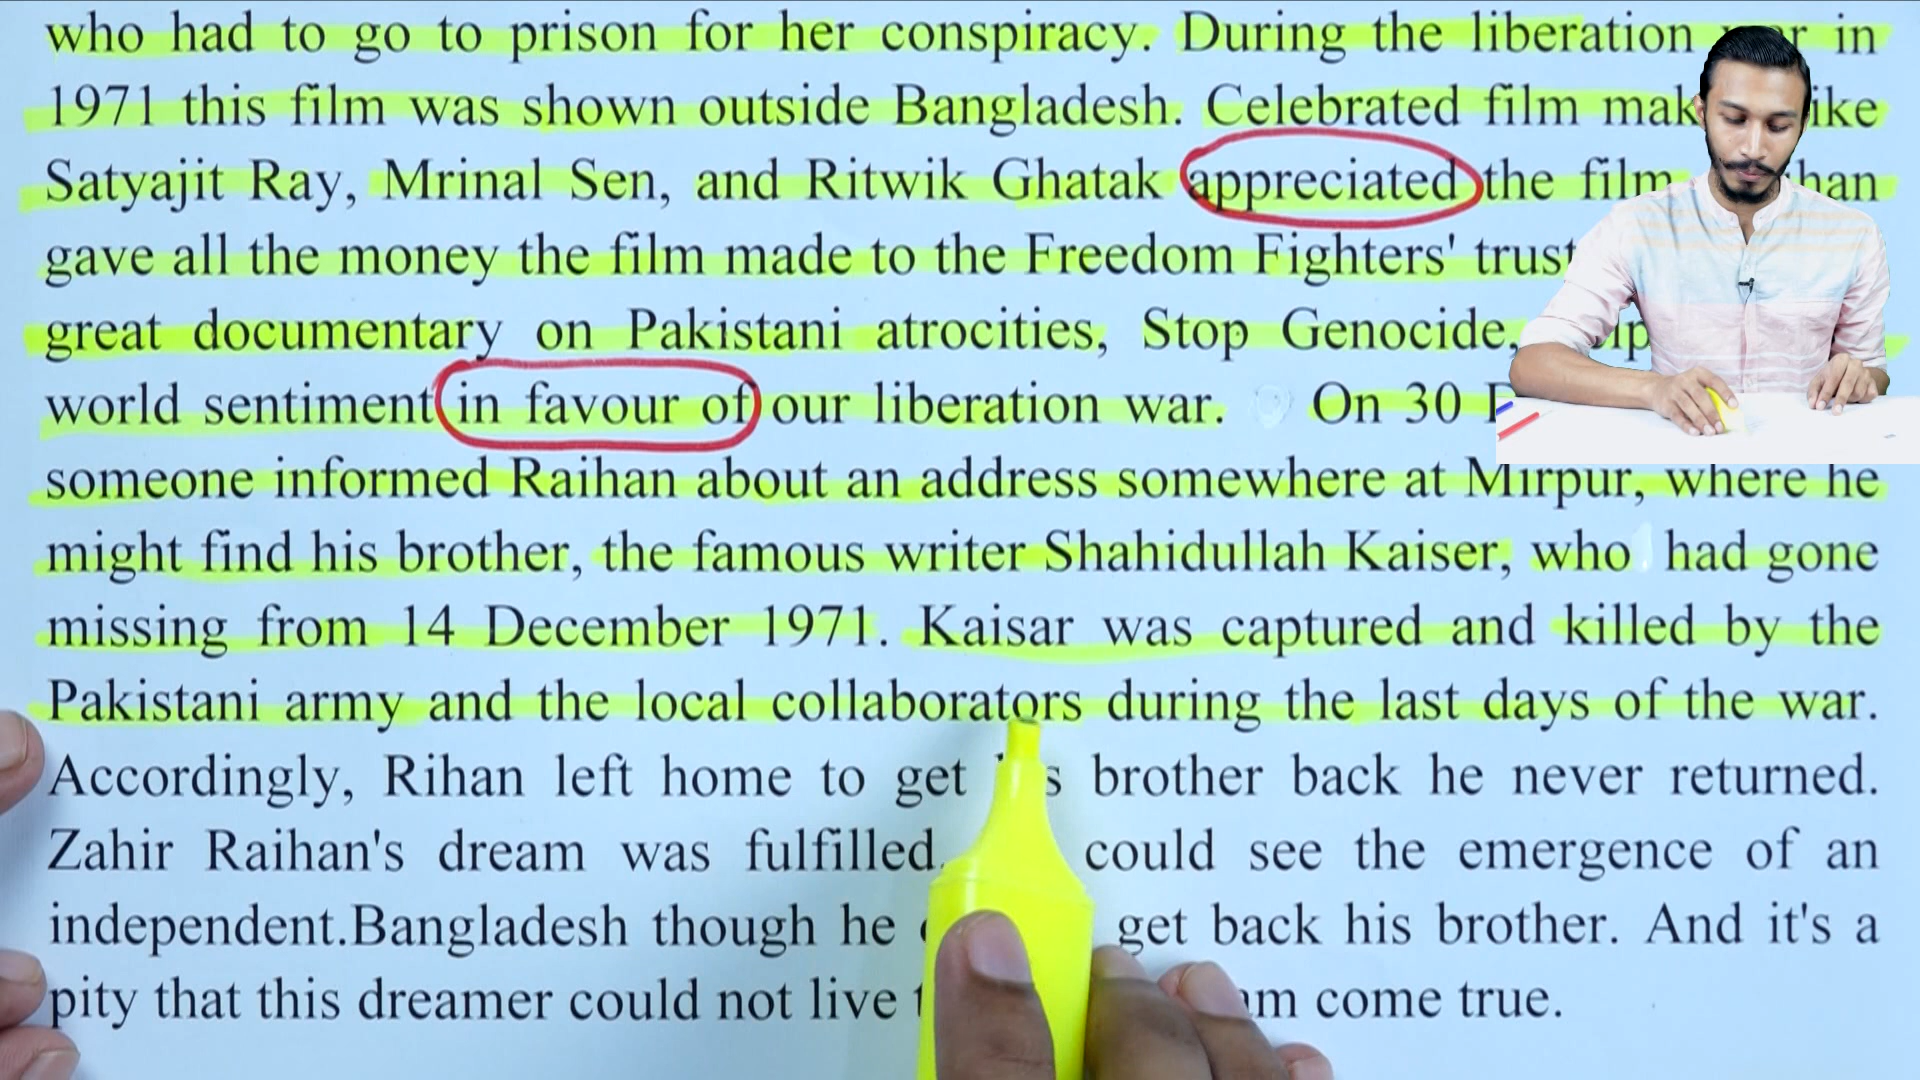 who had to go to prison for her conspiracy. During the liberation in
1971 this film was shown outside Bangladesh. Celebrated film
Satyajit Ray, Mrinal Sen, and Ritwik Ghatak appreciated the film
gave all the money the film made to the Freedom Fighters' trust
great documentary on Pakistani atrocities, Stop Genocide,
world sentiment in favour of our liberation war. On 30
someone informed Raihan about an address somewhere at Mirpur, where he
might find his brother, the famous writer Shahidullah Kaiser, who had gone
missing from 14 December 1971. Kaisar was captured and killed by the
Pakistani army and the local collaborators during the last days of the war.
Accordingly, Rihan left home to get brother back he never returned.
Zahir Raihan's dream was fulfilled. could see the emergence of an
independent.Bangladesh though he get back his brother. And it's a
pity that this dreamer could not live come true.